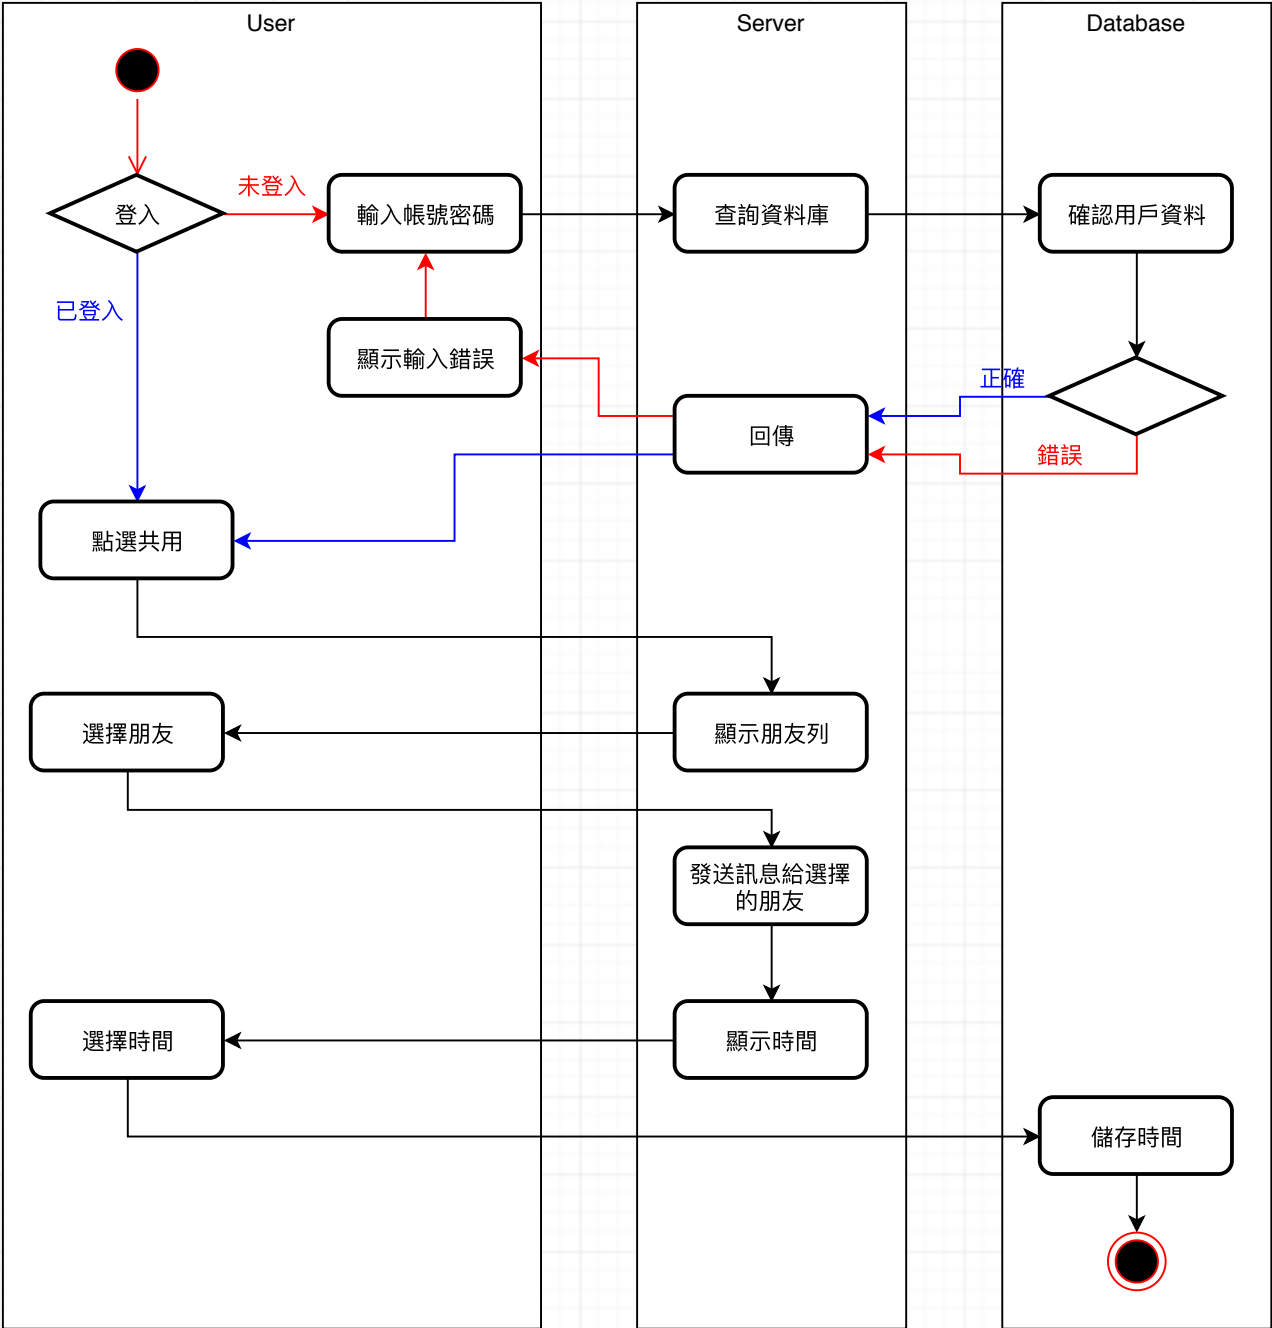 User
Server
Database
未登入
登入
輸入帳號密碼
查詢資料庫
確認用戶資料
已登入
顯示輸入錯誤
正確
回傳
錯誤
點選共用
選擇朋友
顯示朋友列
發送訊息給選擇
的朋友
選擇時間
顯示時間
儲存時間